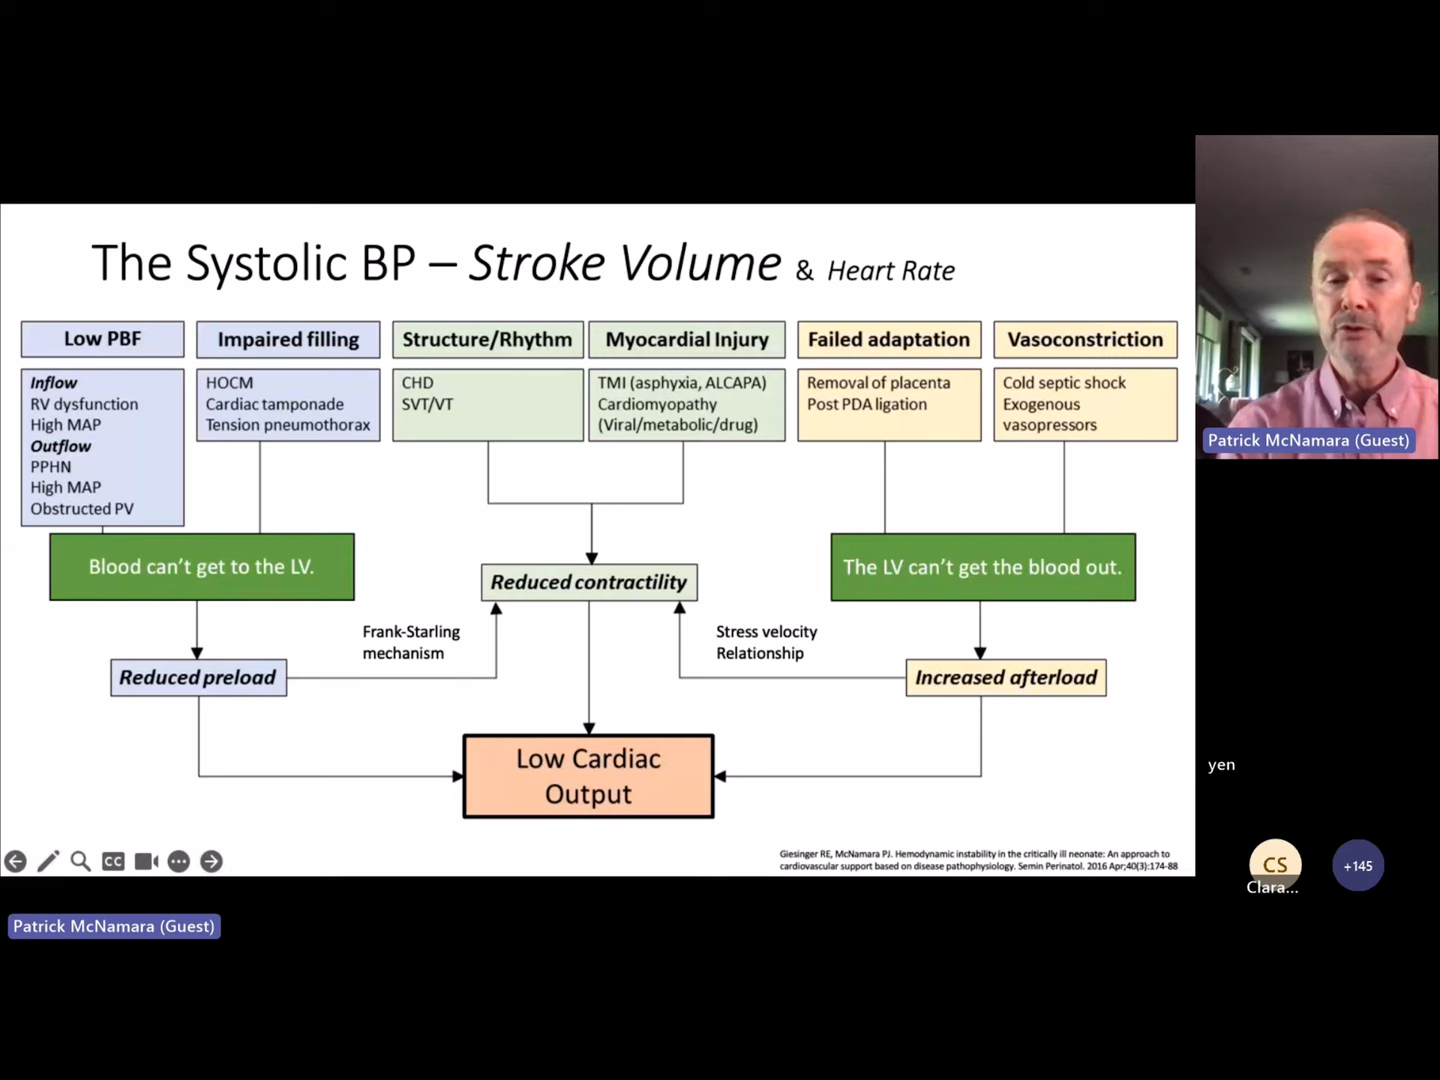 The Systolic BP – Stroke Volume & Heart Rate
Low PBF
Inflow
RV dysfunction
High MAP
Outflow
PPHN
High MAP
Obstructed PV
Impaired filling
HOCM
Cardiac tamponade
Tension pneumothorax
Structure/Rhythm
CHD
SVT/VT
Myocardial Injury
TMI (asphyxia, ALCAPA)
Cardiomyopathy
(Viral/metabolic/drug)
Failed adaptation
Removal of placenta
Post PDA ligation
Vasoconstriction
Cold septic shock
Exogenous
vasopressors
Blood can't get to the LV.
Reduced contractility
The LV can't get the blood out.
Frank-Starling
mechanism
Stress velocity
Relationship
Reduced preload
Increased afterload
Low Cardiac
Output
CC
Giesinger RE, McNamara PJ. Hemodynamic instability in the critically ill neonate: An approach to
cardiovascular support based on disease pathophysiology. Semin Perinatol. 2016 Apr;40(3):174-88
Patrick McNamara (Guest)
yen
CS
Clara...
+145
Patrick McNamara (Guest)